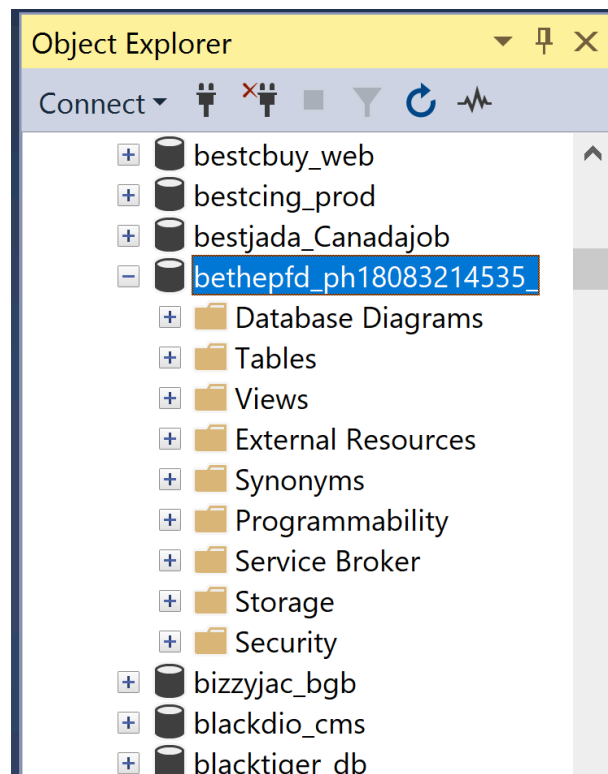 Object Explorer
Connect
bestcbuy_web
bestcing_prod
bestjada_Canadajob
bethepfd_ph18083214535_
Database Diagrams
Tables
Views
External Resources
Synonyms
Programmability
Service Broker
Storage
Security
bizzyjac_bgb
blackdio_cms
blacktiger_db